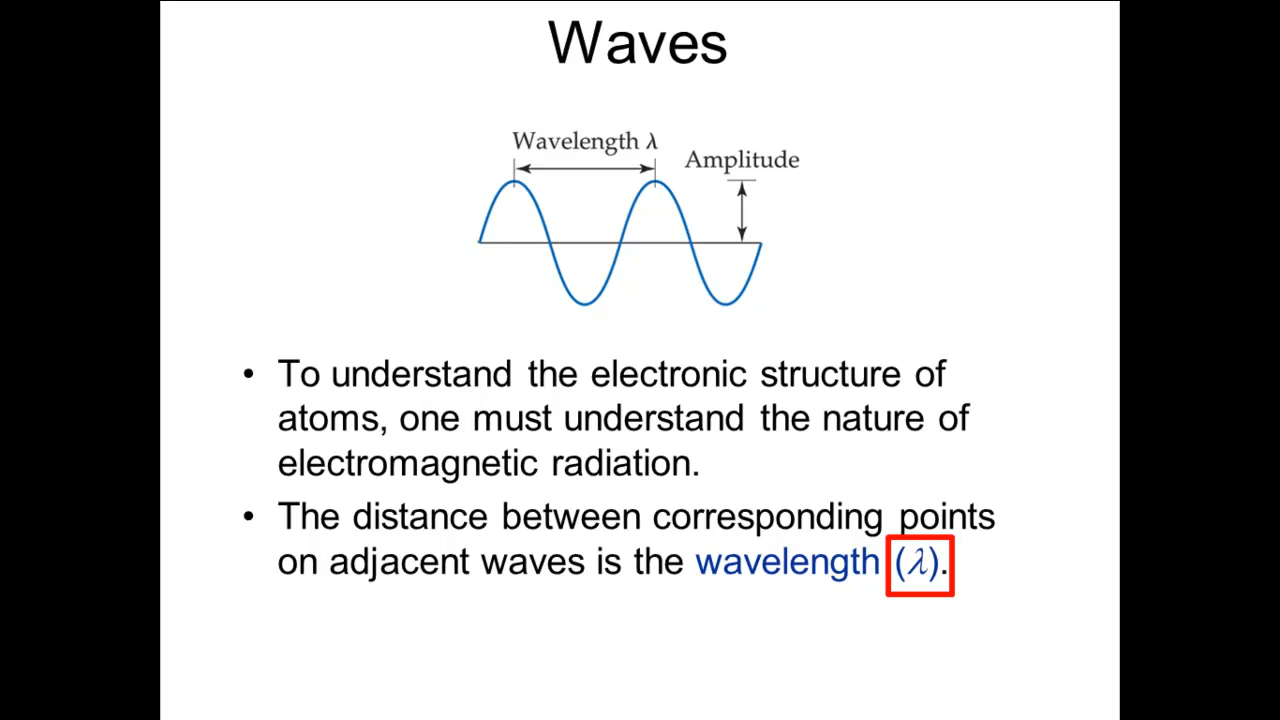 Waves
Wavelength λ
Amplitude
• To understand the electronic structure of
atoms, one must understand the nature of
electromagnetic radiation.
• The distance between corresponding points
on adjacent waves is the wavelength (λ).